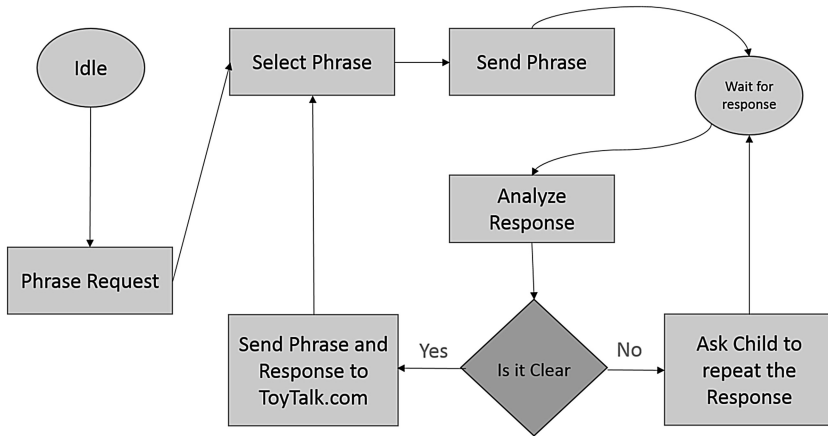 Idle
Select Phrase
Send Phrase
Wait for
response
Analyze
Response
Phrase Request
Send Phrase and
Response to
ToyTalk.com
Yes
Is it Clear
No
Ask Child to
repeat the
Response